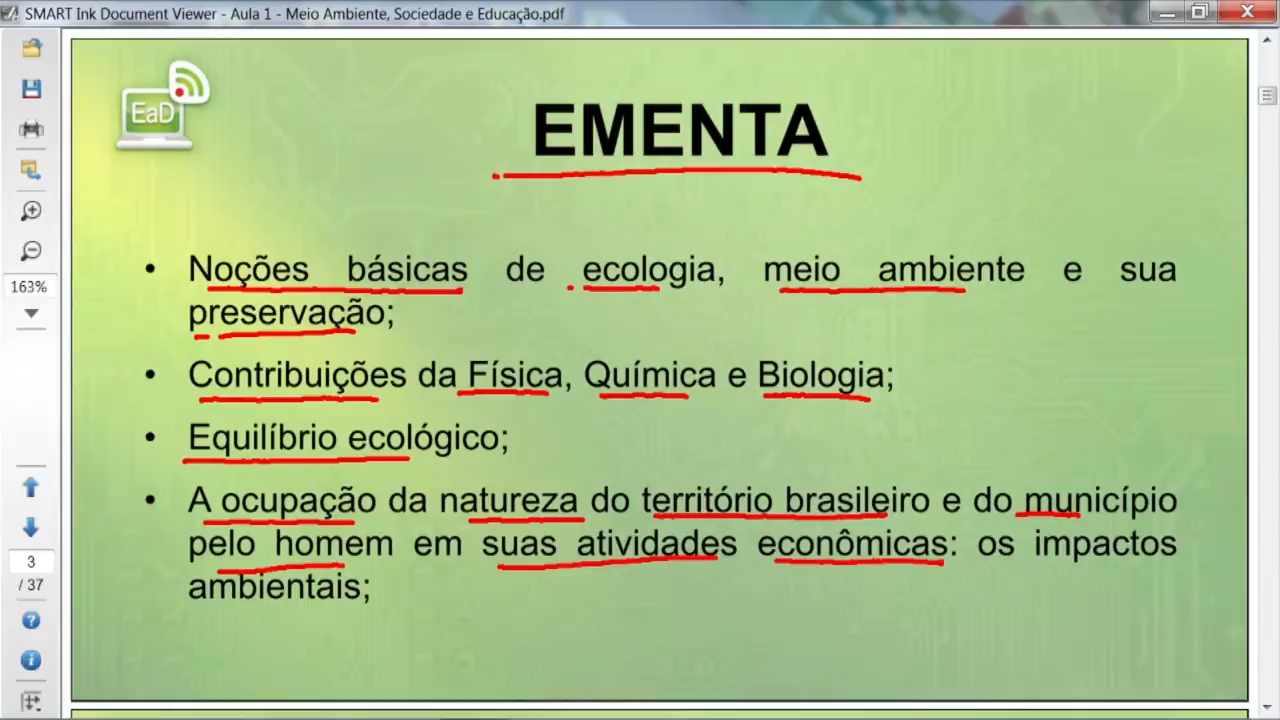 SMART Ink Document Viewer - Aula 1 - Meio Ambiente, Sociedade e Educação.pdf
EaD
EMENTA
• Noções básicas de ecologia, meio ambiente e sua
preservação;
• Contribuições da Física, Química e Biologia;
• Equilíbrio ecológico;
• A ocupação da natureza do território brasileiro e do município
pelo homem em suas atividades econômicas: os impactos
ambientais;
163%
3
/ 37